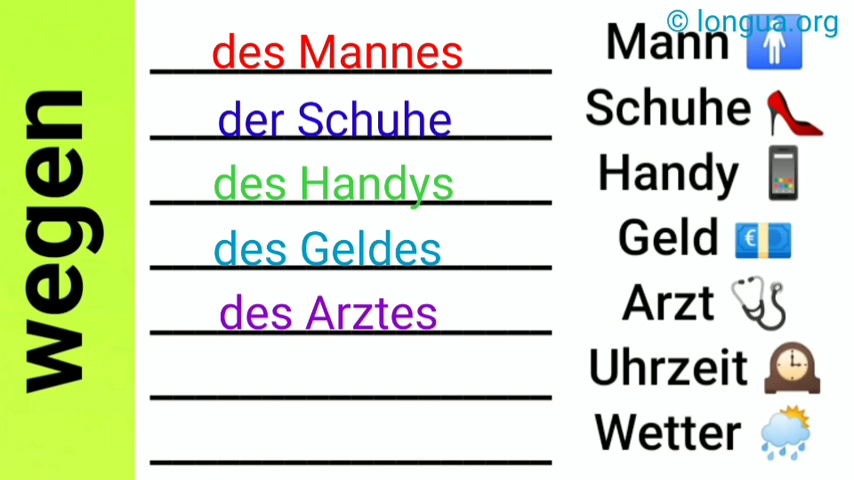 © longua.org
wegen
des Mannes Mann
der Schuhe Schuhe
des Handys Handy
des Geldes Geld
des Arztes Arzt
Uhrzeit
Wetter